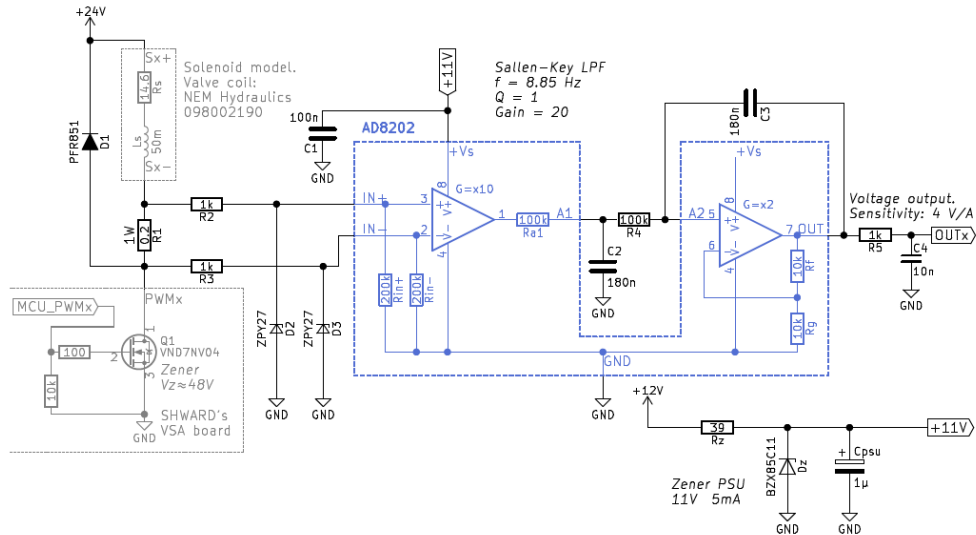 +24V
PFR851
D1
Sx+
14.6
Rs
Ls
50m
Sx-
Solenoid model.
Valve coil:
NEM Hydraulics
098002190
1k
R2
1W
0.2
R1
1k
R3
MCU_PWMx
PWMx
100
10k
1
2
3
Q1
VND7NV04
Zener
Vz≈48V
GND
SHWARD's
VSA board
ZPY27
D2
GND
ZPY27
D3
GND
100n
C1
GND
+11V
Sallen-Key LPF
f = 8.85 Hz
Q = 1
Gain = 20
AD8202
+Vs
IN+
3
IN-
2
8
V+
V-
4
G=x10
1
100k
Ra1
A1
200k
Rin+
200k
Rin-
C2
180n
GND
100k
R4
180n
C3
+Vs
A2
5
6
8
V+
V-
4
G=x2
7
OUT
10k
Rf
10k
Rg
GND
GND
Voltage output.
Sensitivity: 4 V/A
1k
R5
C4
10n
GND
OUTx
+12V
39
Rz
BZX85C11
Dz
GND
+
Cpsu
1µ
GND
+11V
Zener PSU
11V 5mA